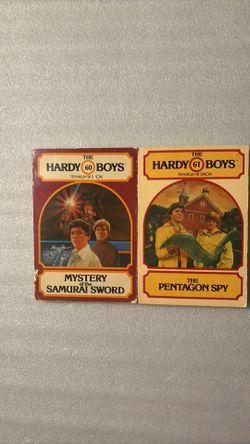 THE
HARDY 60 BOYS
FRANKLIN W. DIXON
MYSTERY
of the
SAMURAI SWORD
THE
HARDY 61 BOYS
FRANKLIN W. DIXON
THE
PENTAGON SPY